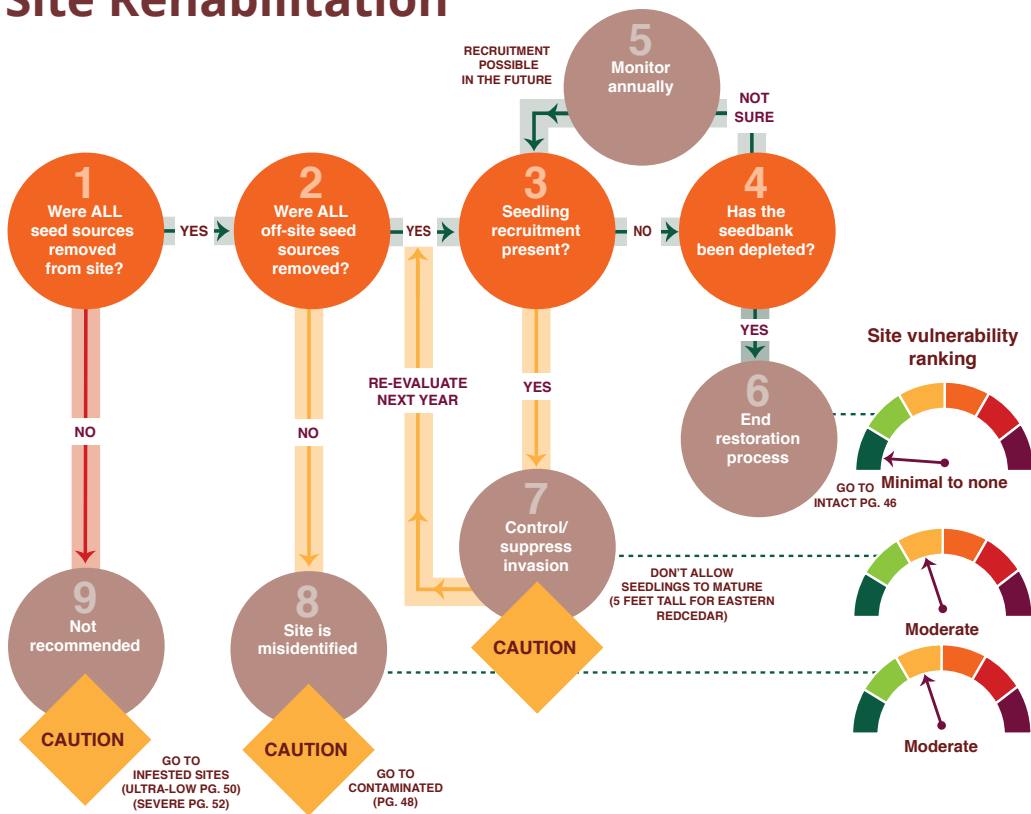 Site Rehabilitation
5
Monitor
annually
RECRUITMENT
POSSIBLE
IN THE FUTURE
NOT
SURE
1
Were ALL
seed sources
removed
from site?
YES
2
Were ALL
off-site seed
sources
removed?
YES
3
Seedling
recruitment
present?
NO
4
Has the
seedbank
been depleted?
YES
Site vulnerability
ranking
RE-EVALUATE
NEXT YEAR
YES
NO
NO
6
End
restoration
process
GO TO
INTACT PG. 46
Minimal to none
7
Control/
suppress
invasion
CAUTION
DON'T ALLOW
SEEDLINGS TO MATURE
(5 FEET TALL FOR EASTERN
REDCEDAR)
Moderate
9
Not
recommended
CAUTION
GO TO
INFESTED SITES
(ULTRA-LOW PG. 50)
(SEVERE PG. 52)
8
Site is
misidentified
CAUTION
GO TO
CONTAMINATED
(PG. 48)
Moderate